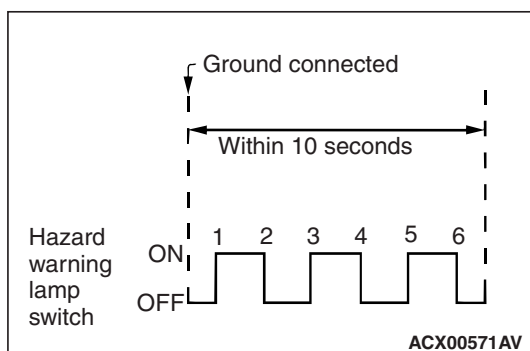 Ground connected
Within 10 seconds
1 2 3 4 5 6
Hazard
warning
lamp
switch
ON
OFF
ACX00571AV